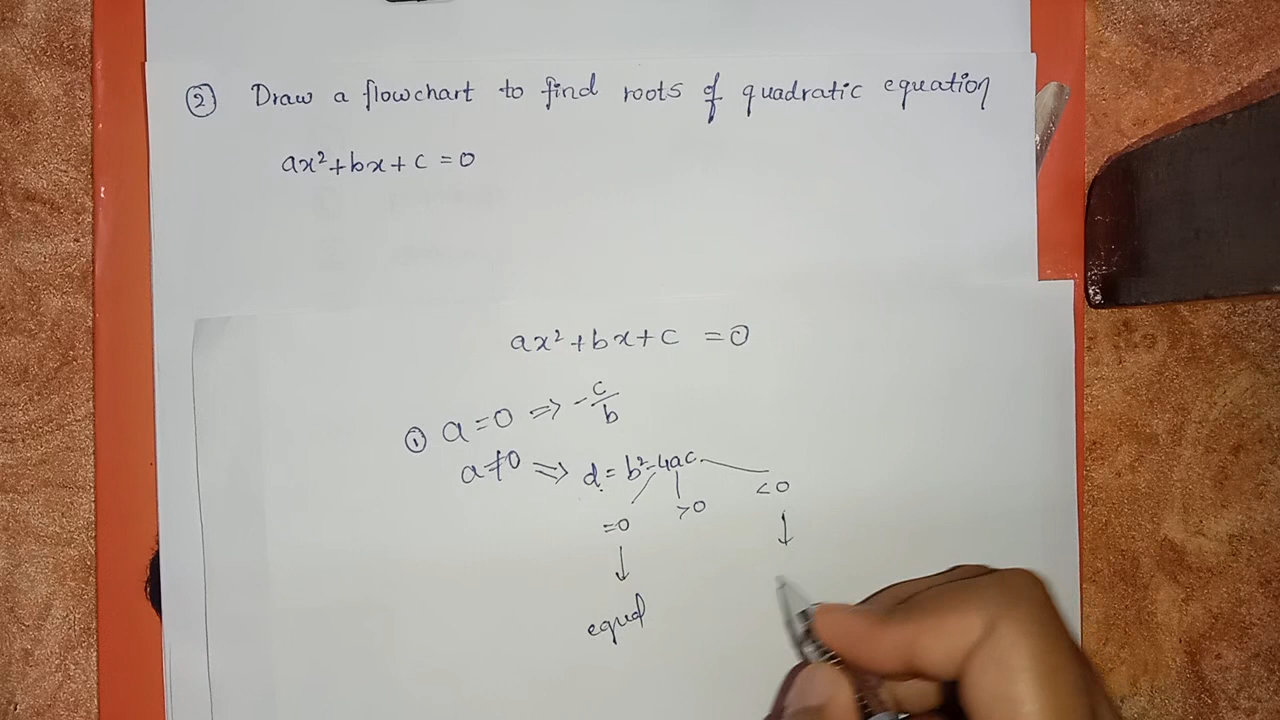 ② Draw a flowchart to find roots of quadratic equation
ax²+bx+c=0
ax²+bx+c =0
① a=0 ⇒ -c/b
a≠0 ⇒ d=b²-4ac
=0 >0 <0
↓ ↓
equal